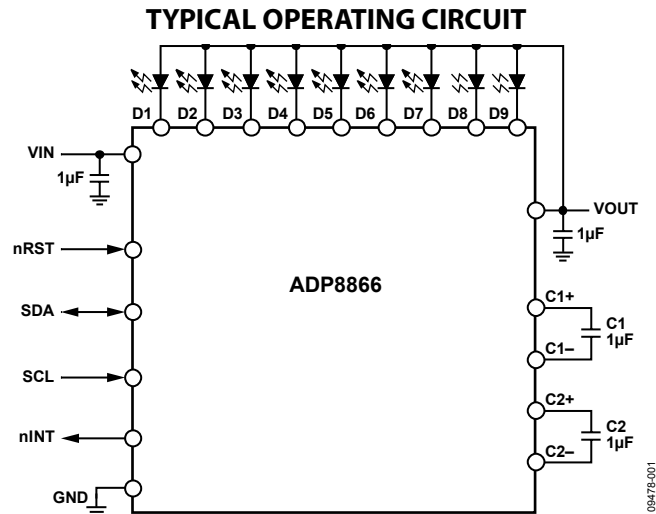 TYPICAL OPERATING CIRCUIT
D1 D2 D3 D4 D5 D6 D7 D8 D9
VIN
1µF
VOUT
1µF
nRST
ADP8866
SDA
C1+
C1
1µF
C1–
SCL
C2+
C2
1µF
nINT
C2–
GND
09478-001